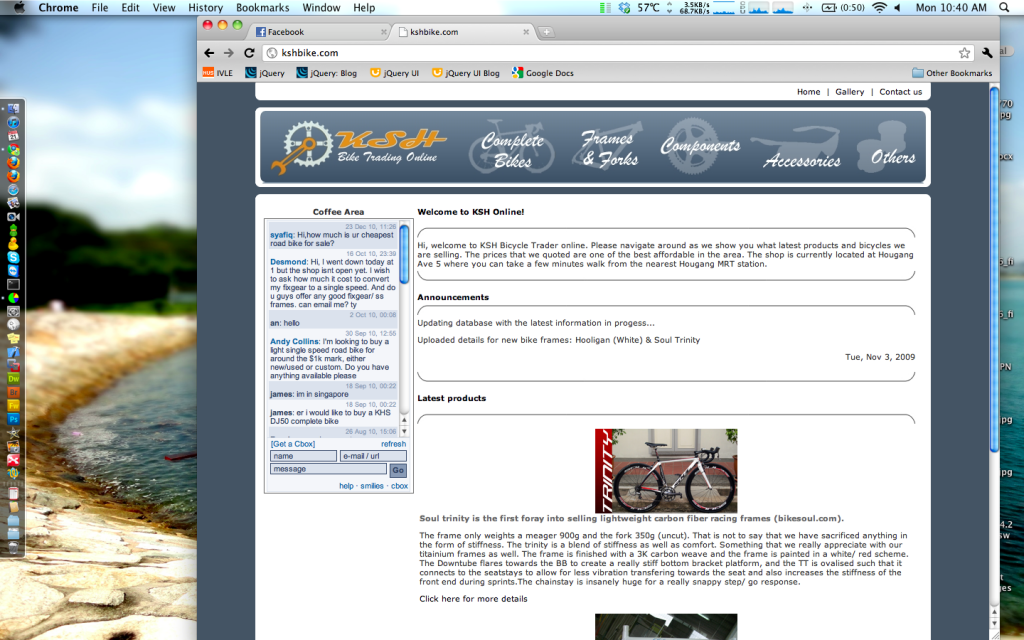 Chrome File Edit View History Bookmarks Window Help 57°C 3.5KB/s 68.7KB/s (0:50) Mon 10:40 AM
Facebook kshbike.com
kshbike.com
IVLE jQuery jQuery: Blog jQuery UI jQuery UI Blog Google Docs Other Bookmarks
Home | Gallery | Contact us
KSH
Bike Trading Online
Complete
Bikes
Frames
& Forks
Components
Accessories
Others
Coffee Area
23 Dec 10, 11:26
syafiq: Hi,how much is ur cheapest
road bike for sale?
16 Oct 10, 23:39
Desmond: Hi, I went down today at
1 but the shop isnt open yet. I wish
to ask how much it cost to convert
my fixgear to a single speed. And do
u guys offer any good fixgear/ ss
frames. can email me? ty
2 Oct 10, 00:08
an: hello
30 Sep 10, 12:55
Andy Collins: I'm looking to buy a
light single speed road bike for
around the $1k mark, either
new/used or custom. Do you have
anything available please
18 Sep 10, 00:22
james: im in singapore
18 Sep 10, 00:22
james: er i would like to buy a KHS
DJ50 complete bike
26 Aug 10, 15:06
[Get a Cbox] refresh
name e-mail / url
message Go
help · smilies · cbox
Welcome to KSH Online!
Hi, welcome to KSH Bicycle Trader online. Please navigate around as we show you what latest products and bicycles we
are selling. The prices that we quoted are one of the best affordable in the area. The shop is currently located at Hougang
Ave 5 where you can take a few minutes walk from the nearest Hougang MRT station.
Announcements
Updating database with the latest information in progess...
Uploaded details for new bike frames: Hooligan (White) & Soul Trinity
Tue, Nov 3, 2009
Latest products
TRINITY
Soul trinity is the first foray into selling lightweight carbon fiber racing frames (bikesoul.com).
The frame only weights a meager 900g and the fork 350g (uncut). That is not to say that we have sacrificed anything in
the form of stiffness. The trinity is a blend of stiffness as well as comfort. Something that we really appreciate with our
titainium frames as well. The frame is finished with a 3K carbon weave and the frame is painted in a white/ red scheme.
The Downtube flares towards the BB to create a really stiff bottom bracket platform, and the TT is ovalised such that it
connects to the seatstays to allow for less vibration transfering towards the seat and also increases the stiffness of the
front end during sprints.The chainstay is insanely huge for a really snappy step/ go response.
Click here for more details